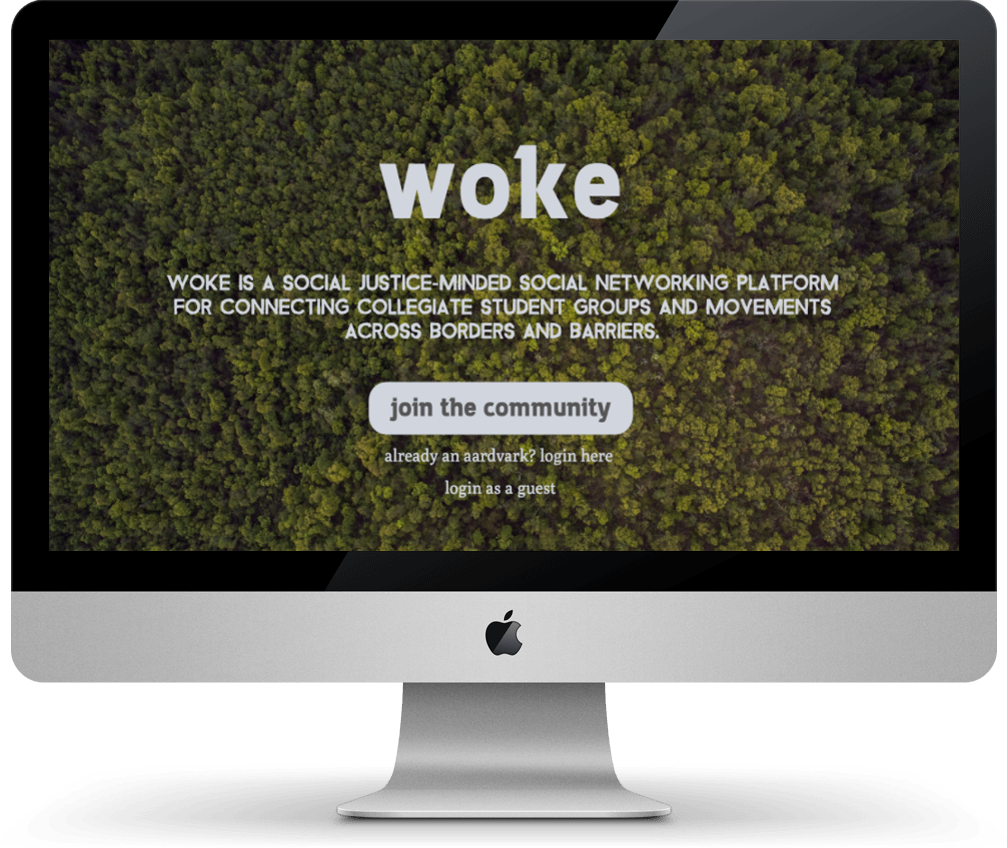 woke
WOKE IS A SOCIAL JUSTICE-MINDED SOCIAL NETWORKING PLATFORM
FOR CONNECTING COLLEGIATE STUDENT GROUPS AND MOVEMENTS
ACROSS BORDERS AND BARRIERS.
join the community
already an aardvark? login here
login as a guest